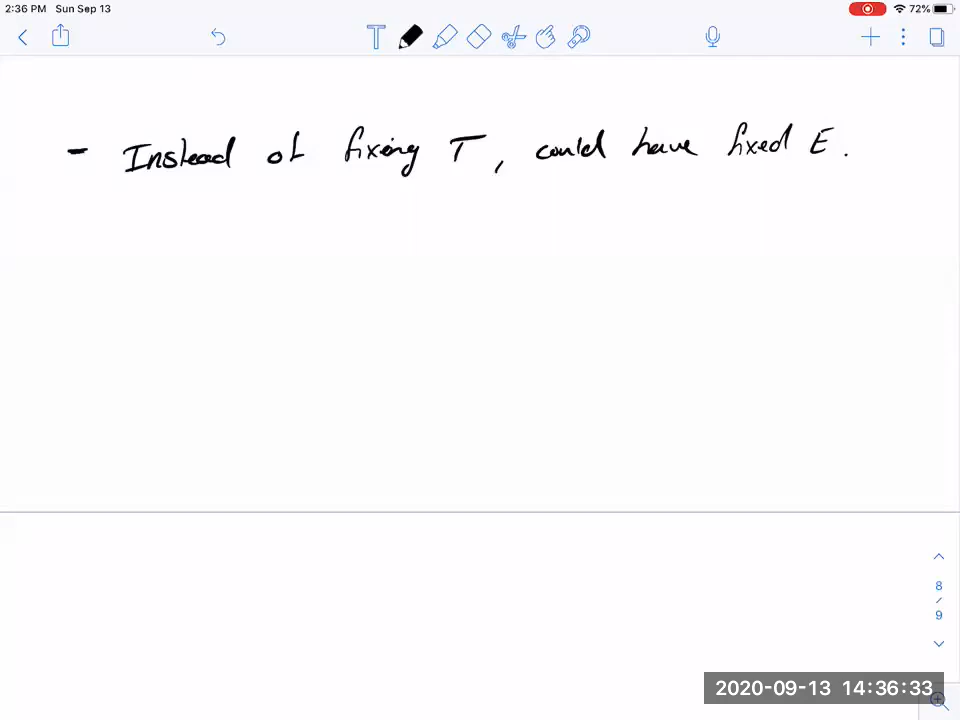 2:36 PM Sun Sep 13
72%
T
- Instead of fixing T, could have fixed E.
8
/
9
2020-09-13 14:36:33